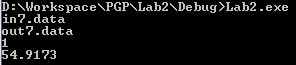 D:\Workspace\PGP\Lab2\Debug>Lab2.exe
in7.data
out7.data
1
54.9173